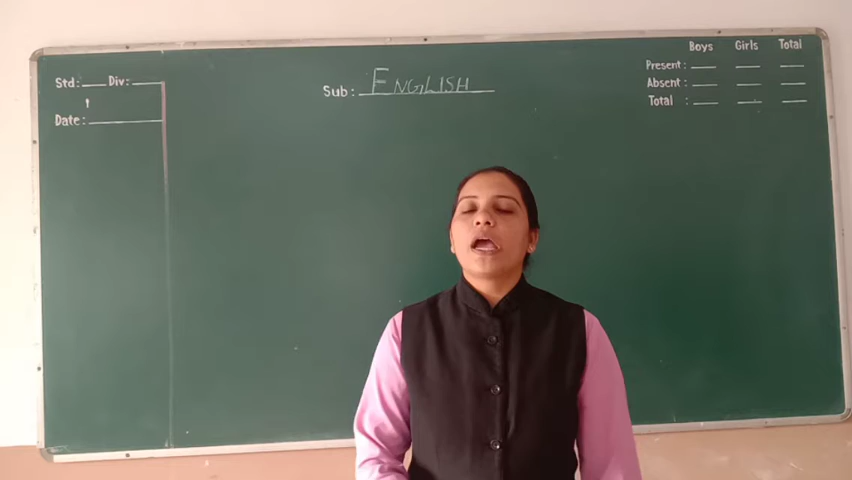 Boys Girls Total
Std: Div:
Sub: ENGLISH
Present:
Absent:
Total :
Date: